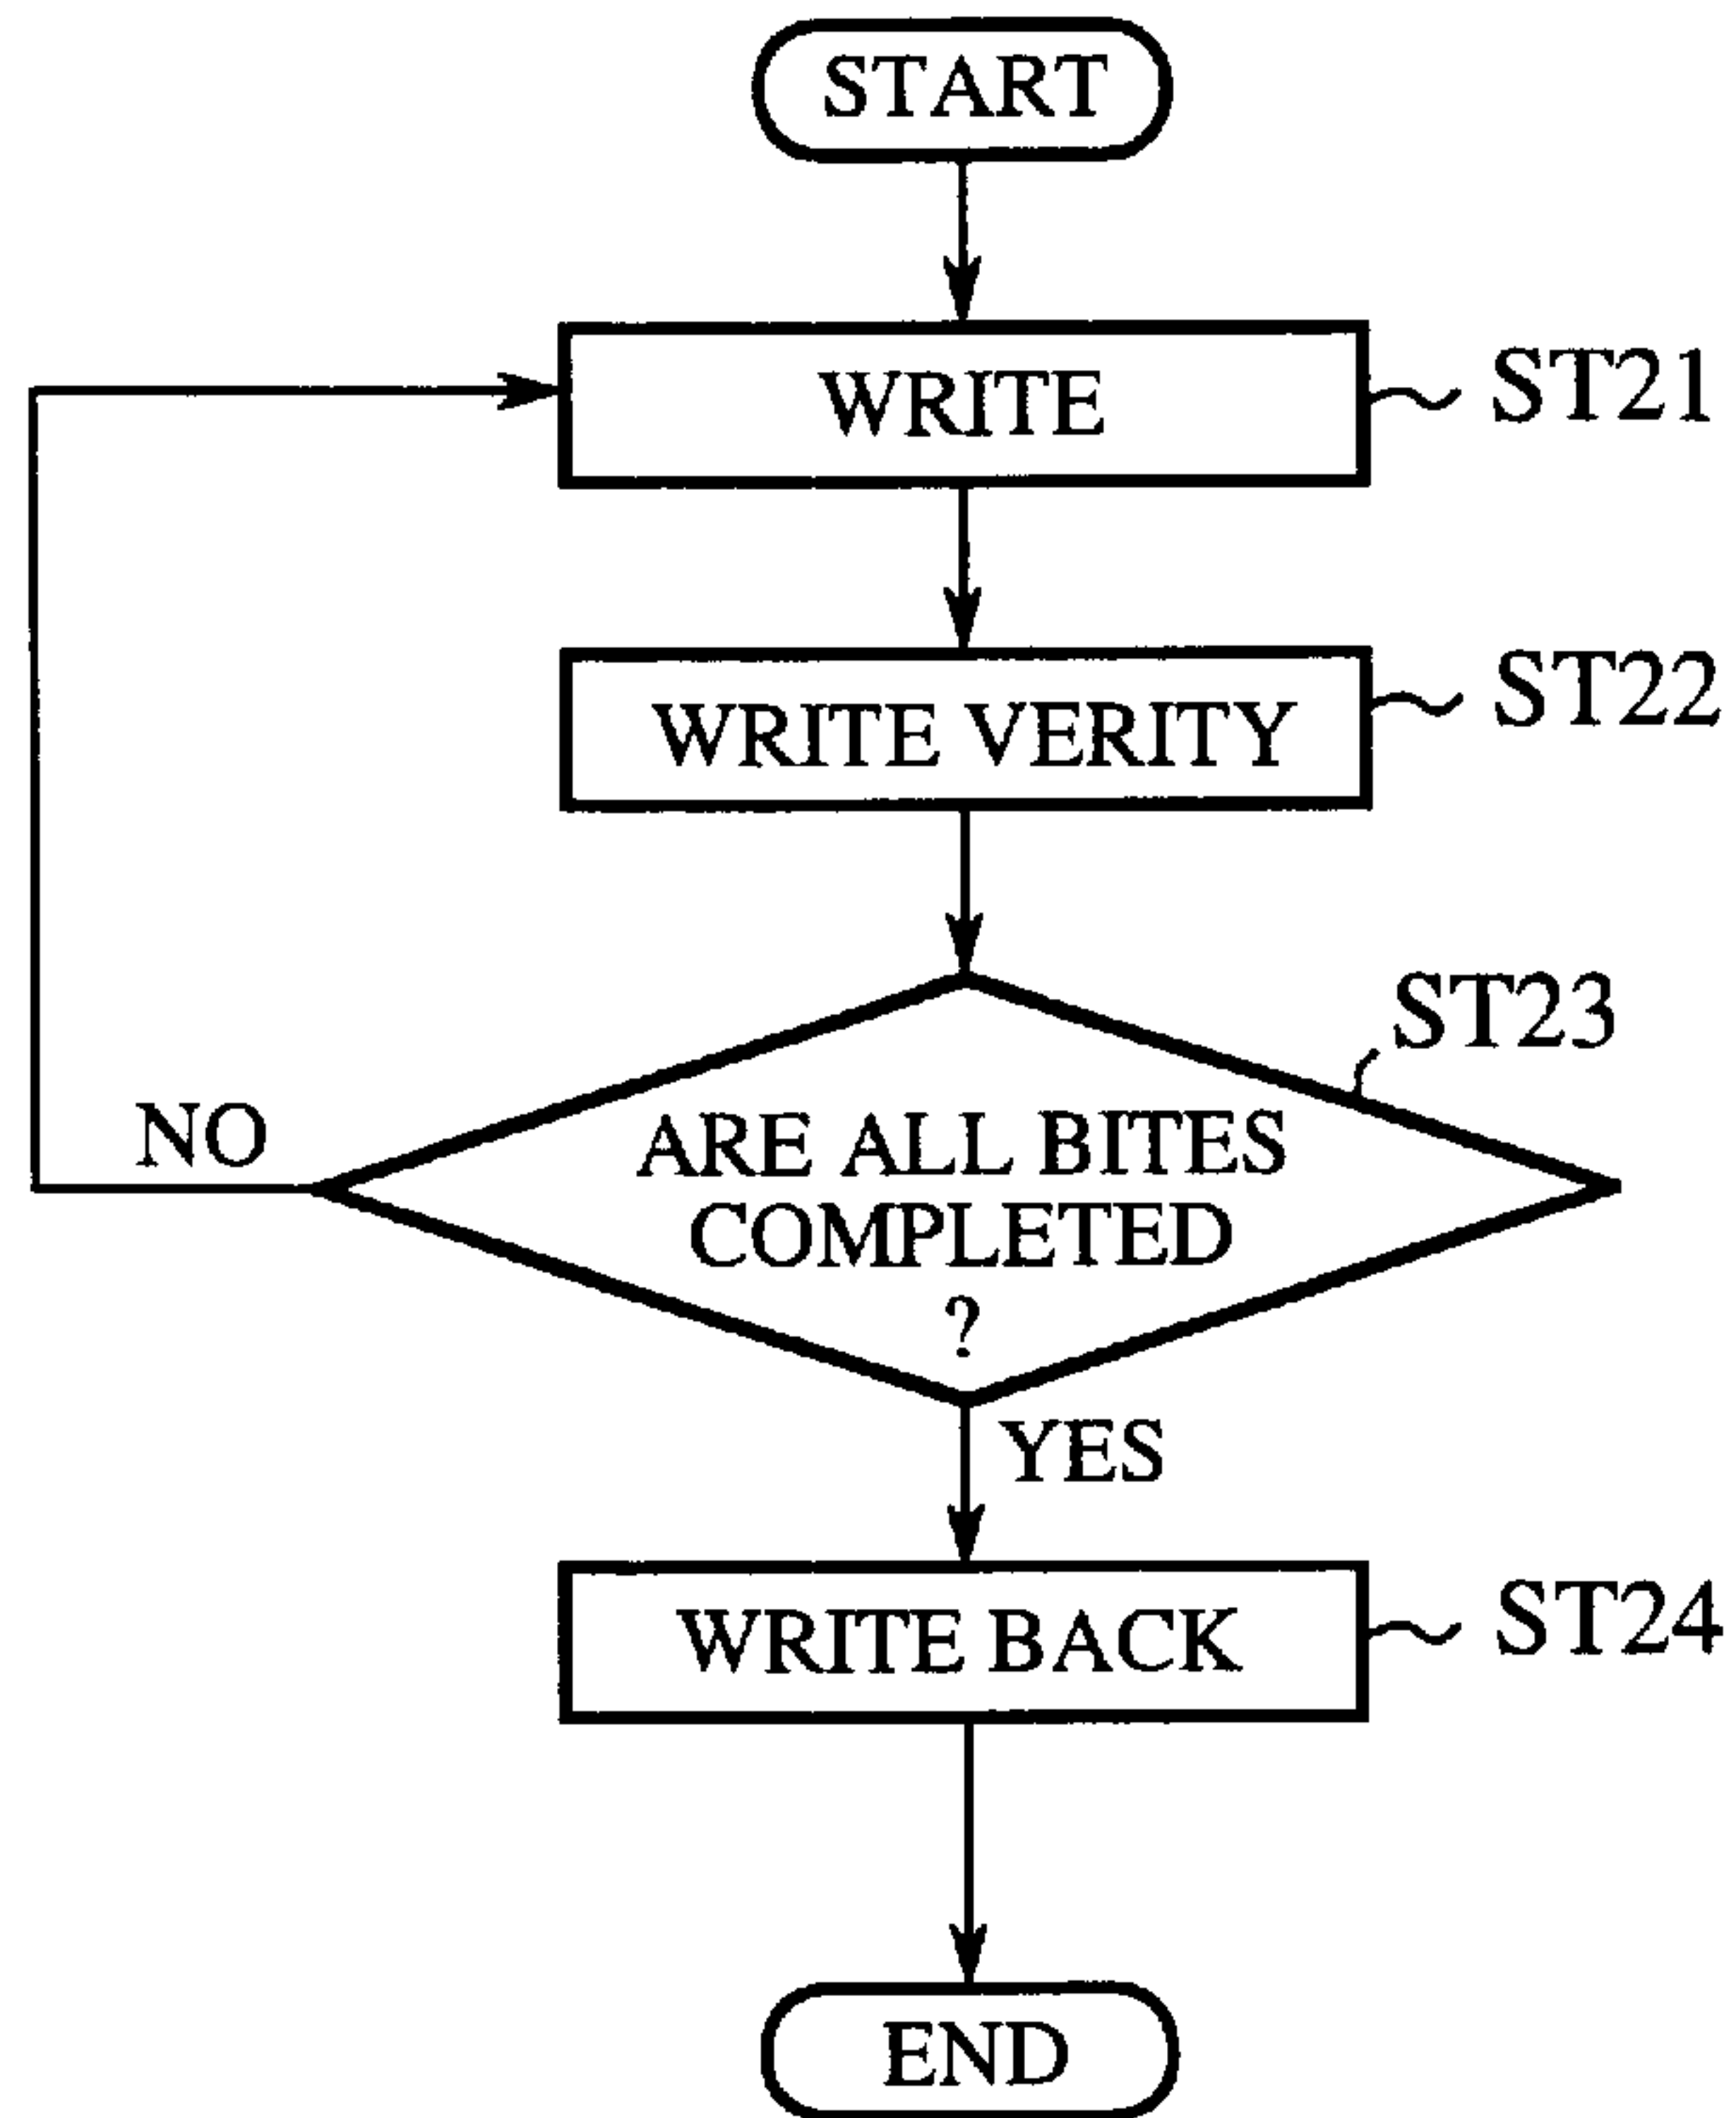 START
WRITE
ST21
WRITE VERITY
ST22
ST23
ARE ALL BITES
COMPLETED
?
NO
YES
WRITE BACK
ST24
END